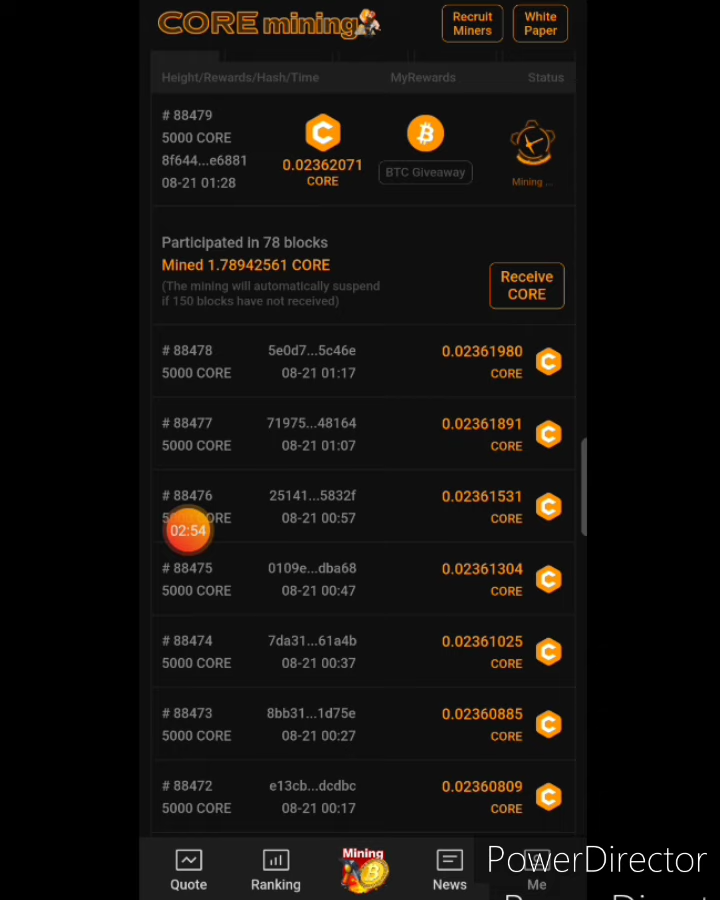 CORE mining
Recruit Miners
White Paper
Height/Rewards/Hash/Time MyRewards Status
# 88479
5000 CORE
8f644...e6881
08-21 01:28
0.02362071
CORE
BTC Giveaway
Mining ...
Participated in 78 blocks
Mined 1.78942561 CORE
(The mining will automatically suspend
if 150 blocks have not received)
Receive
CORE
# 88478 5e0d7...5c46e 0.02361980
5000 CORE 08-21 01:17 CORE
# 88477 71975...48164 0.02361891
5000 CORE 08-21 01:07 CORE
# 88476 25141...5832f 0.02361531
08-21 00:57 CORE
02:54
# 88475 0109e...dba68 0.02361304
5000 CORE 08-21 00:47 CORE
# 88474 7da31...61a4b 0.02361025
5000 CORE 08-21 00:37 CORE
# 88473 8bb31...1d75e 0.02360885
5000 CORE 08-21 00:27 CORE
# 88472 e13cb...dcdbc 0.02360809
5000 CORE 08-21 00:17 CORE
Mining
Quote Ranking News Me
PowerDirector